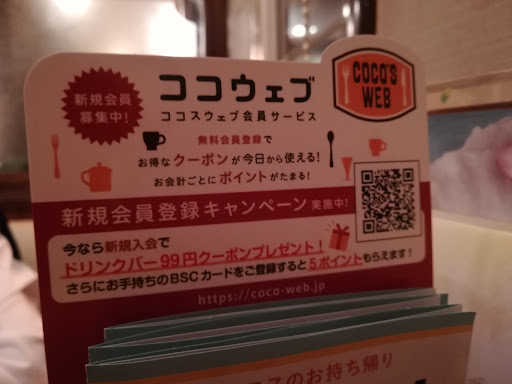 新規会員
募集中!
ココウェブ
ココスウェブ会員サービス
COCO'S
WEB
無料会員登録で
お得なクーポンが今日から使える!
お会計ごとにポイントがたまる!
新規会員登録キャンペーン実施中!
今なら新規入会で
ドリンクバー99円クーポンプレゼント!
さらにお手持ちのBSCカードをご登録すると5ポイントもらえます!
https://coco-web.jp
のお持ち帰り